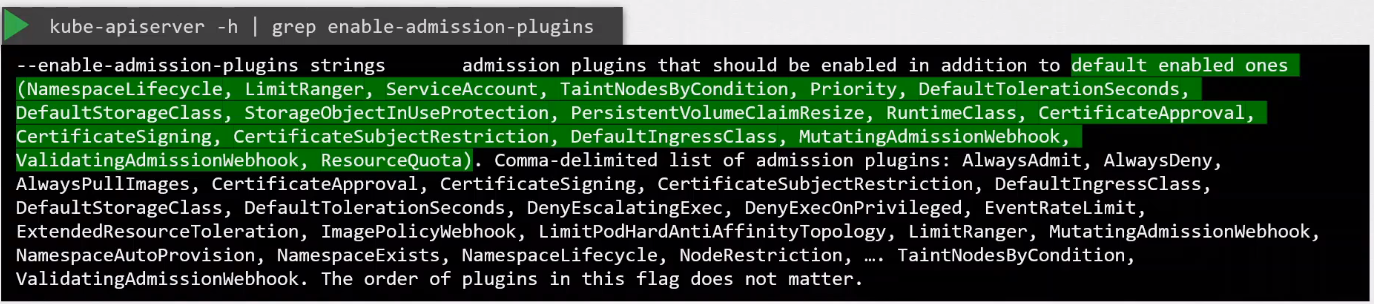 kube-apiserver -h | grep enable-admission-plugins
--enable-admission-plugins strings admission plugins that should be enabled in addition to default enabled ones
(NamespaceLifecycle, LimitRanger, ServiceAccount, TaintNodesByCondition, Priority, DefaultTolerationSeconds,
DefaultStorageClass, StorageObjectInUseProtection, PersistentVolumeClaimResize, RuntimeClass, CertificateApproval,
CertificateSigning, CertificateSubjectRestriction, DefaultIngressClass, MutatingAdmissionWebhook,
ValidatingAdmissionWebhook, ResourceQuota). Comma-delimited list of admission plugins: AlwaysAdmit, AlwaysDeny,
AlwaysPullImages, CertificateApproval, CertificateSigning, CertificateSubjectRestriction, DefaultIngressClass,
DefaultStorageClass, DefaultTolerationSeconds, DenyEscalatingExec, DenyExecOnPrivileged, EventRateLimit,
ExtendedResourceToleration, ImagePolicyWebhook, LimitPodHardAntiAffinityTopology, LimitRanger, MutatingAdmissionWebhook,
NamespaceAutoProvision, NamespaceExists, NamespaceLifecycle, NodeRestriction, …. TaintNodesByCondition,
ValidatingAdmissionWebhook. The order of plugins in this flag does not matter.